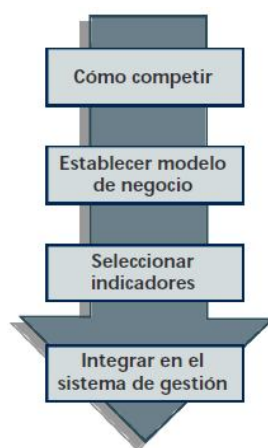 Cómo competir
Establecer modelo
de negocio
Seleccionar
indicadores
Integrar en el
sistema de gestión